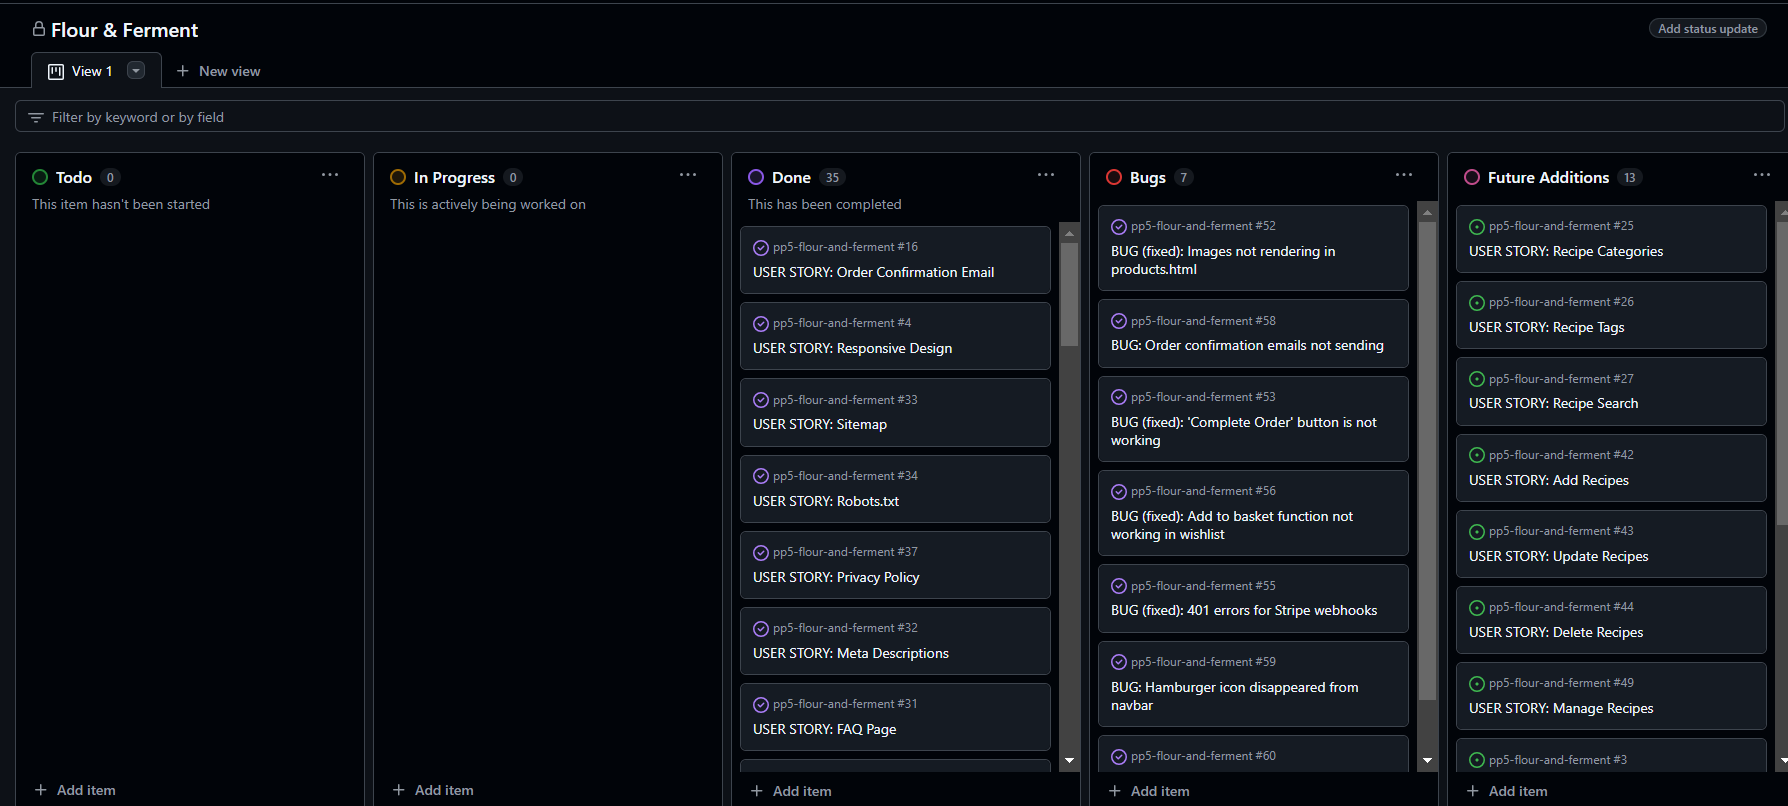 Flour & Ferment
Add status update
View 1
New view
Filter by keyword or by field
Todo 0
This item hasn't been started
Add item
In Progress 0
This is actively being worked on
Add item
Done 35
This has been completed
pp5-flour-and-ferment #16
USER STORY: Order Confirmation Email
pp5-flour-and-ferment #4
USER STORY: Responsive Design
pp5-flour-and-ferment #33
USER STORY: Sitemap
pp5-flour-and-ferment #34
USER STORY: Robots.txt
pp5-flour-and-ferment #37
USER STORY: Privacy Policy
pp5-flour-and-ferment #32
USER STORY: Meta Descriptions
pp5-flour-and-ferment #31
USER STORY: FAQ Page
Add item
Bugs 7
pp5-flour-and-ferment #52
BUG (fixed): Images not rendering in
products.html
pp5-flour-and-ferment #58
BUG: Order confirmation emails not sending
pp5-flour-and-ferment #53
BUG (fixed): 'Complete Order' button is not
working
pp5-flour-and-ferment #56
BUG (fixed): Add to basket function not
working in wishlist
pp5-flour-and-ferment #55
BUG (fixed): 401 errors for Stripe webhooks
pp5-flour-and-ferment #59
BUG: Hamburger icon disappeared from
navbar
pp5-flour-and-ferment #60
Add item
Future Additions 13
pp5-flour-and-ferment #25
USER STORY: Recipe Categories
pp5-flour-and-ferment #26
USER STORY: Recipe Tags
pp5-flour-and-ferment #27
USER STORY: Recipe Search
pp5-flour-and-ferment #42
USER STORY: Add Recipes
pp5-flour-and-ferment #43
USER STORY: Update Recipes
pp5-flour-and-ferment #44
USER STORY: Delete Recipes
pp5-flour-and-ferment #49
USER STORY: Manage Recipes
pp5-flour-and-ferment #3
Add item